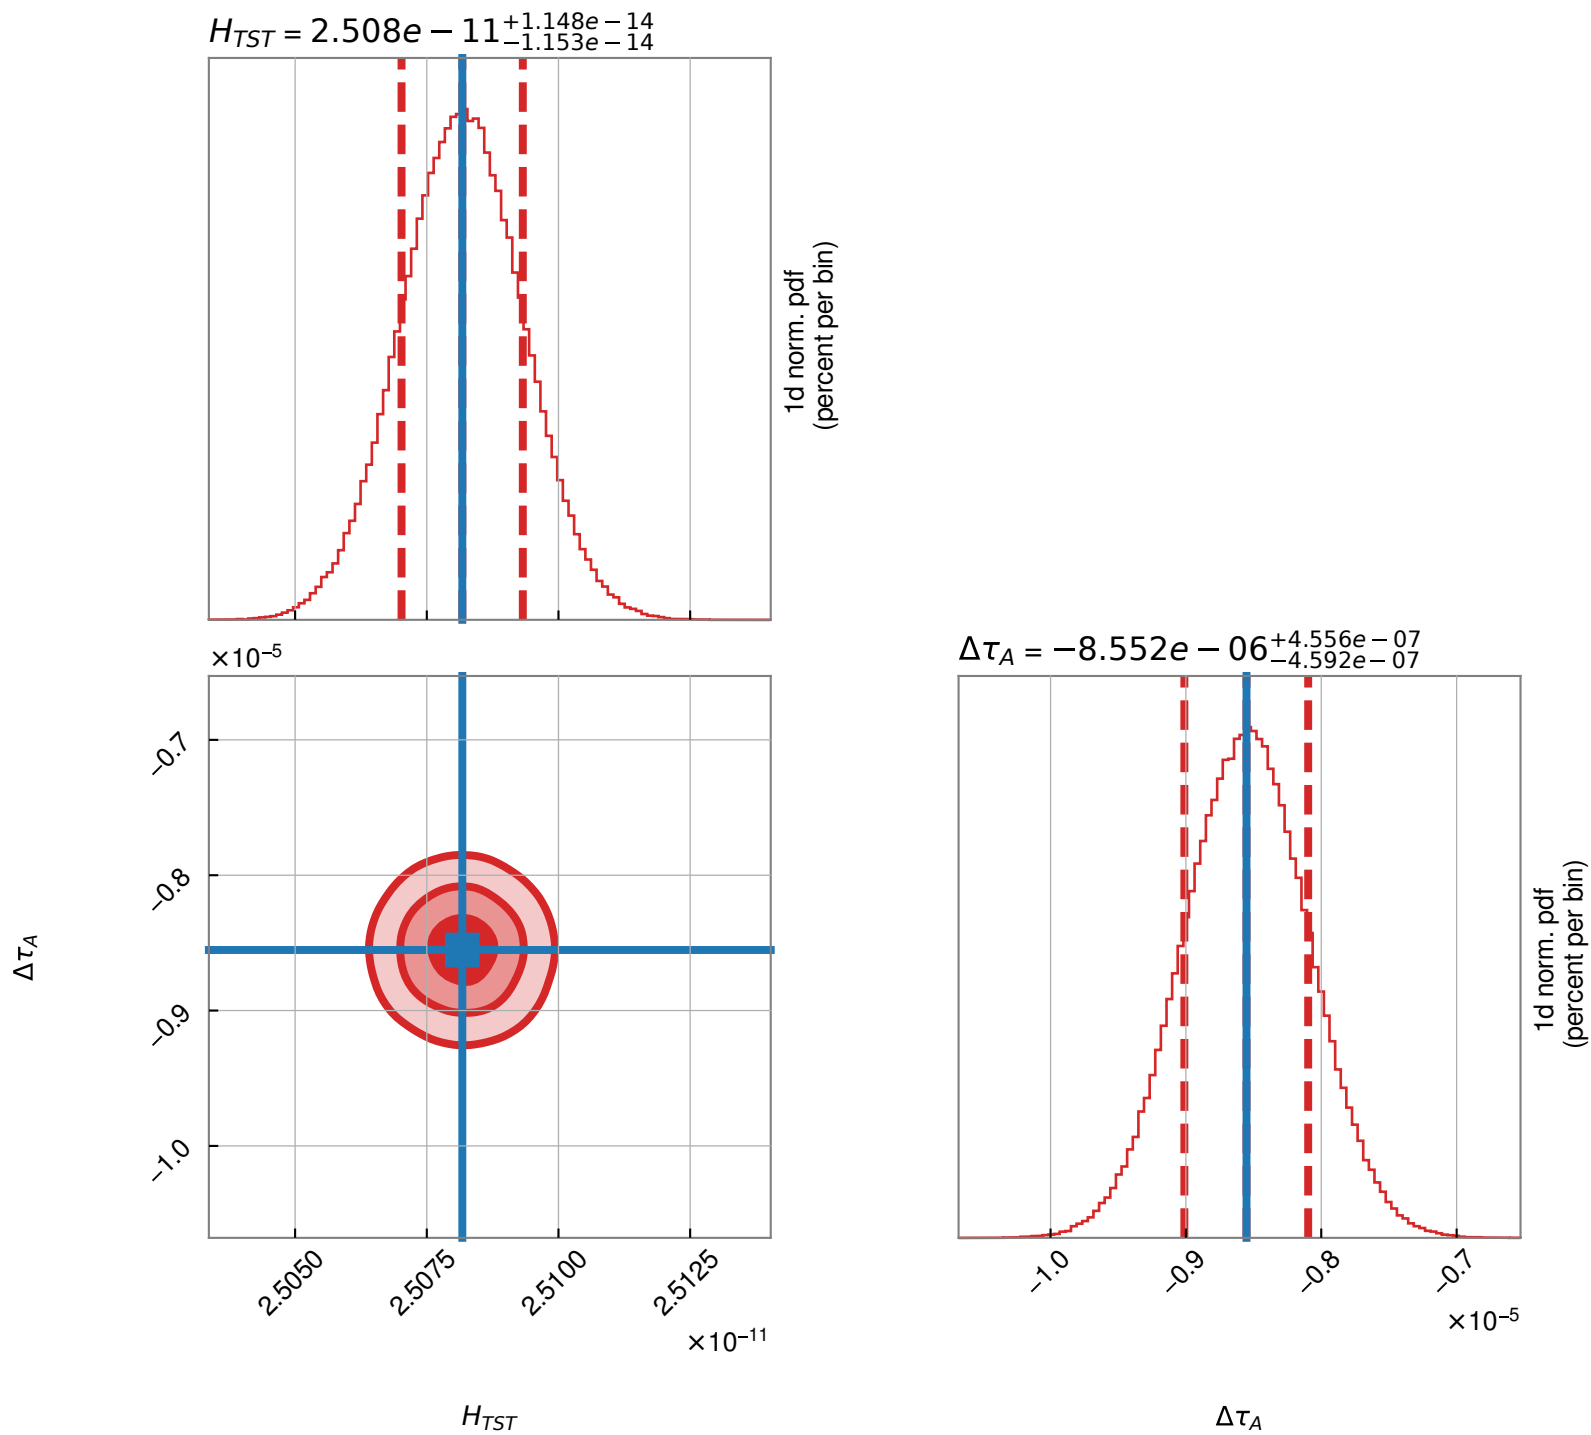 H_TST = 2.508e − 11 +1.148e − 14 −1.153e − 14
1d norm. pdf
(percent per bin)
×10⁻⁵
−0.7
−0.8
−0.9
−1.0
Δτ_A
2.5050
2.5075
2.5100
2.5125
×10⁻¹¹
H_TST
Δτ_A = −8.552e − 06 +4.556e − 07 −4.592e − 07
1d norm. pdf
(percent per bin)
−1.0
−0.9
−0.8
−0.7
×10⁻⁵
Δτ_A